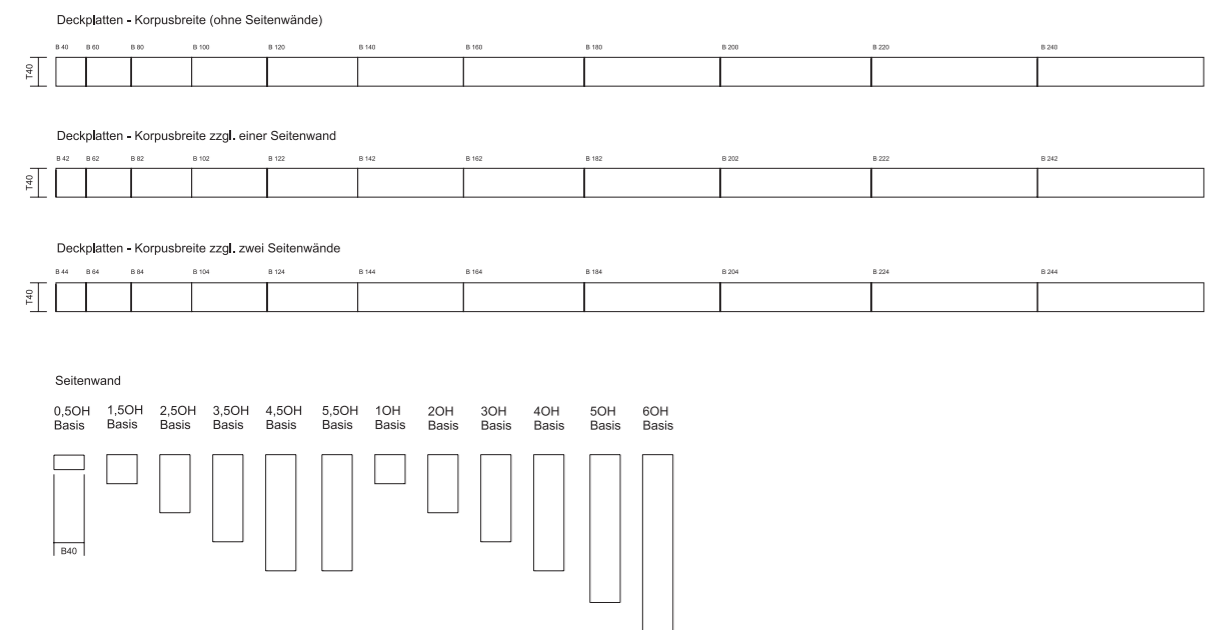 Deckplatten - Korpusbreite (ohne Seitenwände)
B 40 B 60 B 80 B 100 B 120 B 140 B 160 B 180 B 200 B 220 B 240
T40
Deckplatten - Korpusbreite zzgl. einer Seitenwand
B 42 B 62 B 82 B 102 B 122 B 142 B 162 B 182 B 202 B 222 B 242
T40
Deckplatten - Korpusbreite zzgl. zwei Seitenwände
B 44 B 64 B 84 B 104 B 124 B 144 B 164 B 184 B 204 B 224 B 244
T40
Seitenwand
0,5OH 1,5OH 2,5OH 3,5OH 4,5OH 5,5OH 1OH 2OH 3OH 4OH 5OH 6OH
Basis Basis Basis Basis Basis Basis Basis Basis Basis Basis Basis Basis
B40